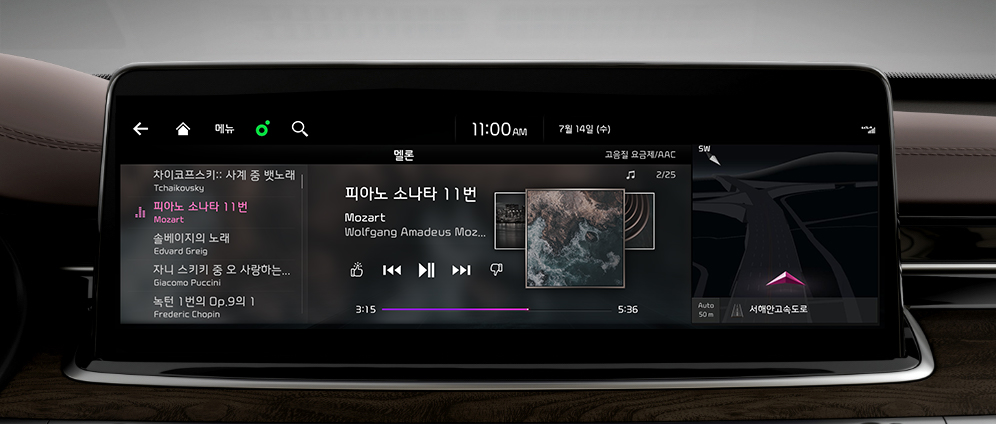 메뉴
11:00 AM
7월 14일 (수)
멜론
고음질 요금제/AAC
SW
차이코프스키:: 사계 중 뱃노래
Tchaikovsky
피아노 소나타 11번
Mozart
솔베이지의 노래
Edvard Greig
자니 스키키 중 오 사랑하는...
Giacomo Puccini
녹턴 1번의 Op.9의 1
Frederic Chopin
2/25
피아노 소나타 11번
Mozart
Wolfgang Amadeus Moz...
3:15
5:36
Auto
50 m
서해안고속도로